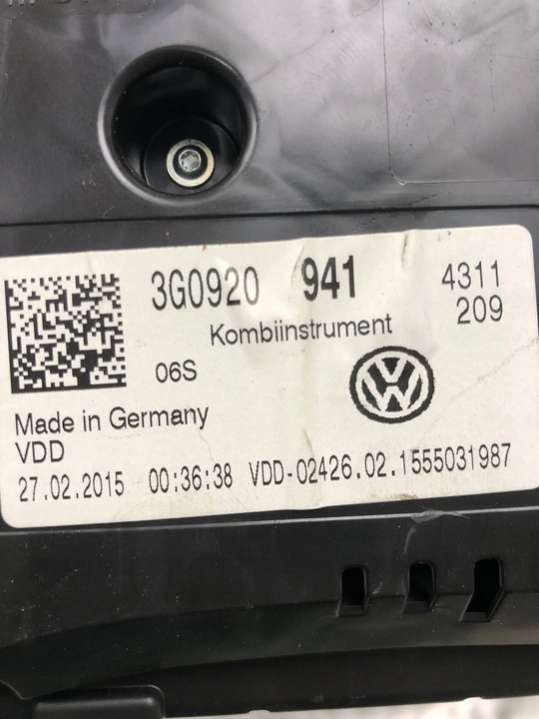 3G0920 941 4311
209
Kombiinstrument
06S
Made in Germany
VDD
27.02.2015 00:36:38 VDD-02426.02.1555031987